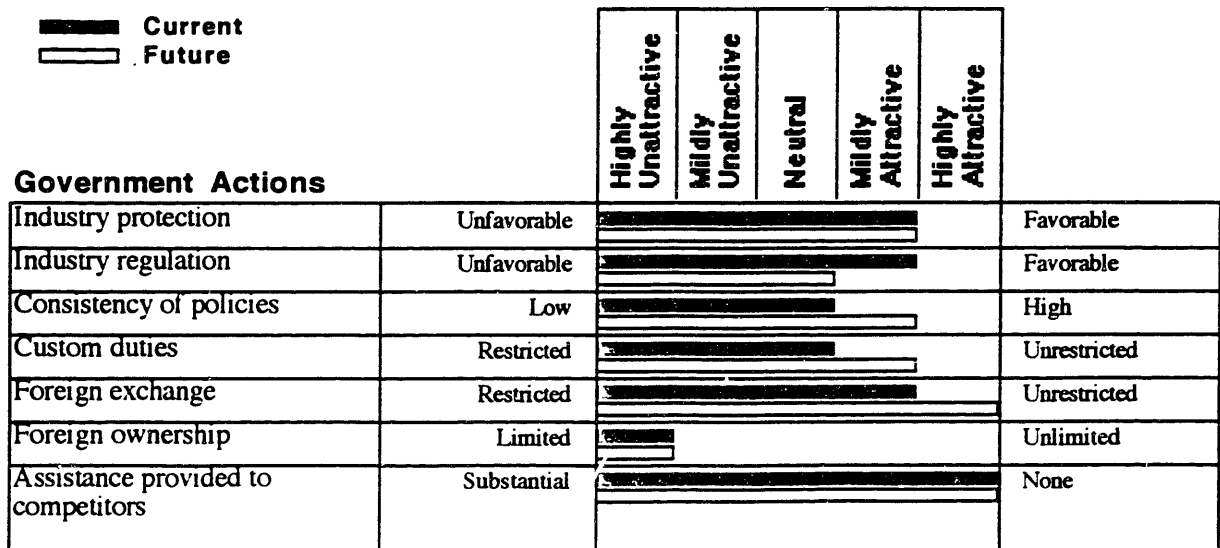 Current
Future
Highly Unattractive
Mildly Unattractive
Neutral
Mildly Attractive
Highly Attractive
Government Actions
Industry protection Unfavorable Favorable
Industry regulation Unfavorable Favorable
Consistency of policies Low High
Custom duties Restricted Unrestricted
Foreign exchange Restricted Unrestricted
Foreign ownership Limited Unlimited
Assistance provided to Substantial None
competitors